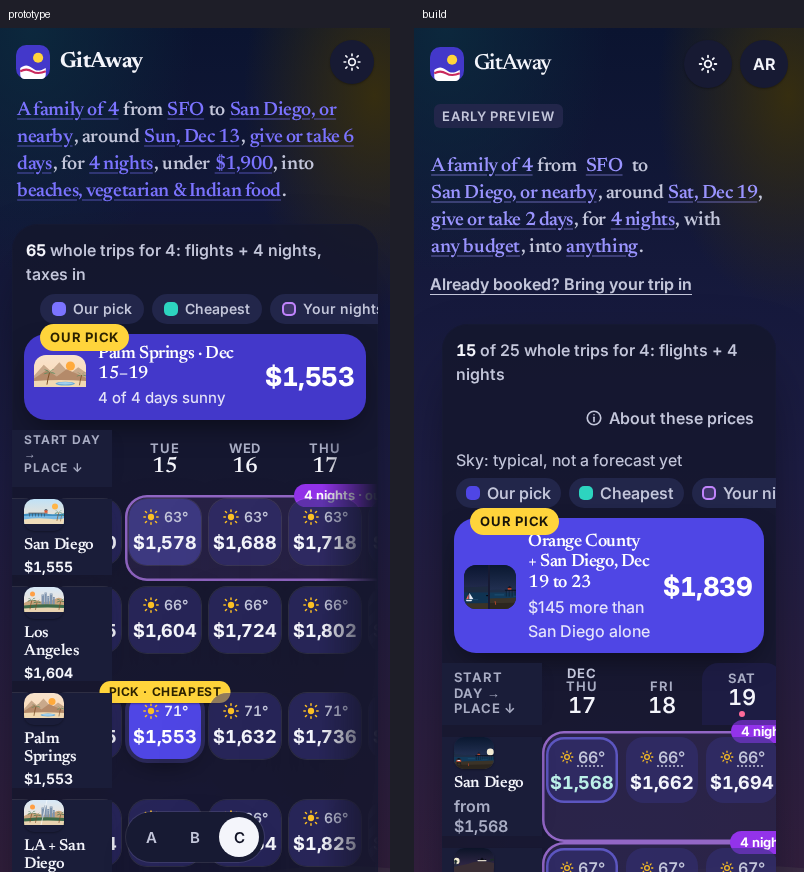 prototype
GitAway
A family of 4 from SFO to San Diego, or
nearby, around Sun, Dec 13, give or take 6
days, for 4 nights, under $1,900, into
beaches, vegetarian & Indian food.
65 whole trips for 4: flights + 4 nights,
taxes in
Our pick
Cheapest
Your nights
OUR PICK
Palm Springs · Dec
15–19
4 of 4 days sunny
$1,553
START DAY
→
PLACE ↓
TUE
15
WED
16
THU
17
4 nights ·
San Diego
$1,555
63°
$1,578
63°
$1,688
63°
$1,718
Los
Angeles
$1,604
66°
$1,604
66°
$1,724
66°
$1,802
PICK · CHEAPEST
Palm
Springs
$1,553
71°
$1,553
71°
$1,632
71°
$1,736
LA + San
Diego
66°
$1,825
A
B
C
build
GitAway
AR
EARLY PREVIEW
A family of 4 from SFO to
San Diego, or nearby, around Sat, Dec 19,
give or take 2 days, for 4 nights, with
any budget, into anything.
Already booked? Bring your trip in
15 of 25 whole trips for 4: flights + 4
nights
About these prices
Sky: typical, not a forecast yet
Our pick
Cheapest
Your ni
OUR PICK
Orange County
+ San Diego, Dec
19 to 23
$145 more than
San Diego alone
$1,839
START
DAY →
PLACE ↓
DEC
THU
17
FRI
18
SAT
19
4 nigh
San Diego
from
$1,568
66°
$1,568
66°
$1,662
66°
$1,694
4 nigh
67°
67°
67°